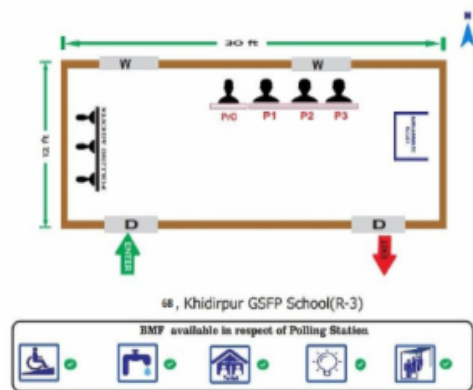 N
30 ft
W
W
PrO P1 P2 P3
POLLING AGENTS
12 ft
D
D
ENTER
EXIT
68, Khidirpur GSFP School(R-3)
BMF available in respect of Polling Station